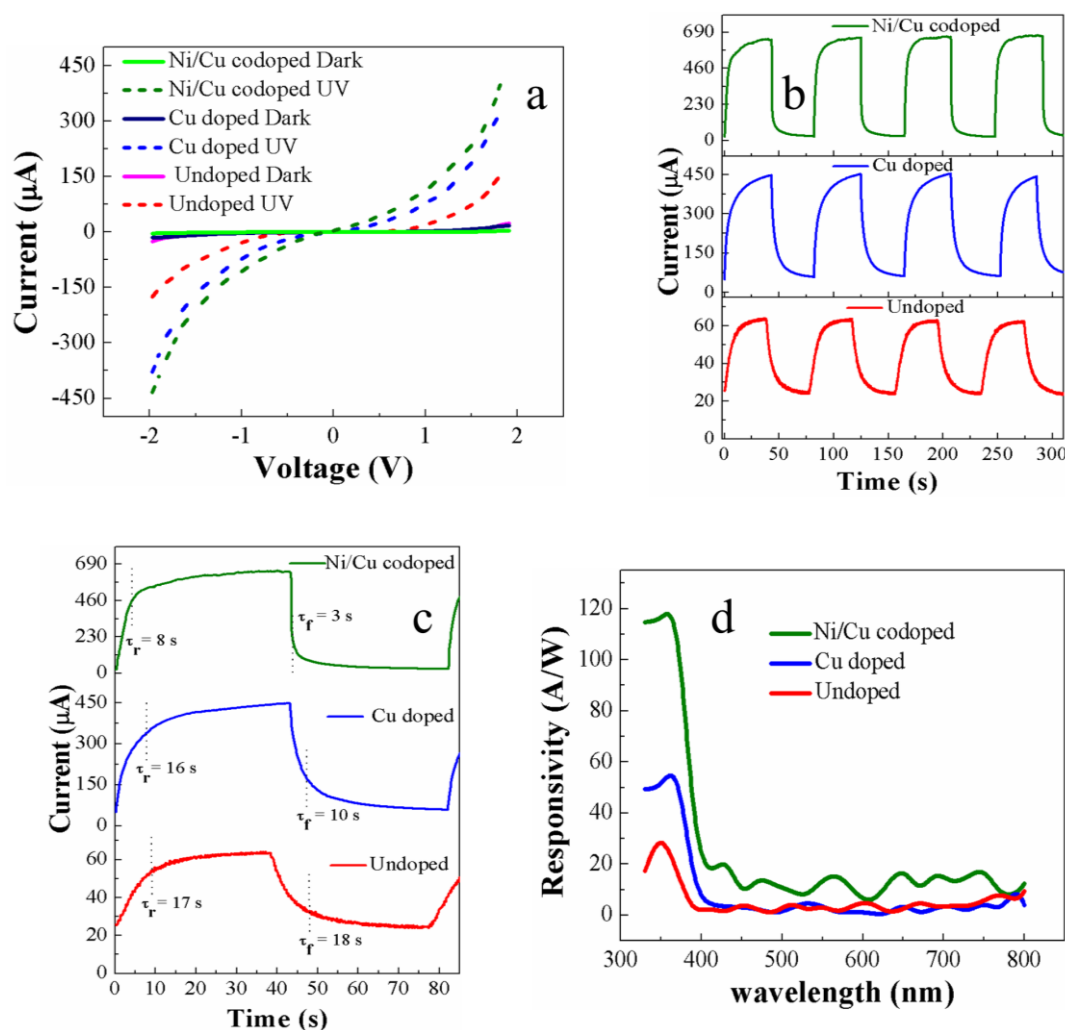 a
Current (μA)
450
300
150
0
-150
-300
-450
Ni/Cu codoped Dark
Ni/Cu codoped UV
Cu doped Dark
Cu doped UV
Undoped Dark
Undoped UV
-2 -1 0 1 2
Voltage (V)
b
Current (μA)
690
460
230
0
Ni/Cu codoped
450
300
150
0
Cu doped
60
40
20
0
Undoped
0 50 100 150 200 250 300
Time (s)
c
Current (μA)
690
460
230
0
Ni/Cu codoped
τr = 8 s
τf = 3 s
450
300
150
0
Cu doped
τr = 16 s
τf = 10 s
60
40
20
0
Undoped
τr = 17 s
τf = 18 s
0 10 20 30 40 50 60 70 80
Time (s)
d
Responsivity (A/W)
120
100
80
60
40
20
0
Ni/Cu codoped
Cu doped
Undoped
300 400 500 600 700 800
wavelength (nm)